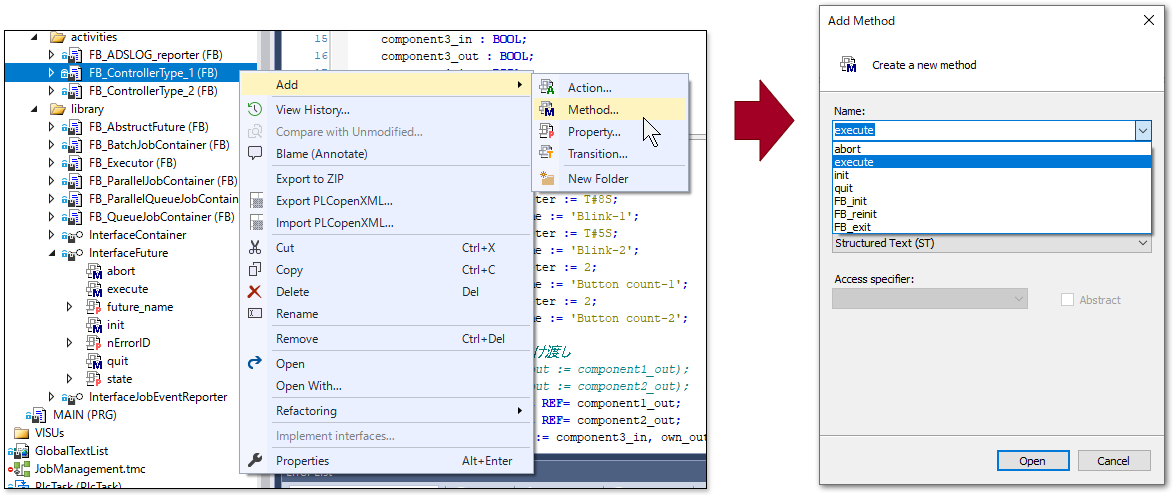 activities
FB_ADSLOG_reporter (FB)
FB_ControllerType_1 (FB)
FB_ControllerType_2 (FB)
library
FB_AbstractFuture (FB)
FB_BatchJobContainer (FB)
FB_Executor (FB)
FB_ParallelJobContainer (FB)
FB_ParallelQueueJobContain
FB_QueueJobContainer (FB)
InterfaceContainer
InterfaceFuture
abort
execute
future_name
init
nErrorID
quit
state
InterfaceJobEventReporter
MAIN (PRG)
VISUs
GlobalTextList
JobManagement.tmc
PlcTask (PlcTask)
15 component3_in : BOOL;
16 component3_out : BOOL;
Add
View History...
Compare with Unmodified...
Blame (Annotate)
Export to ZIP
Export PLCopenXML...
Import PLCopenXML...
Cut Ctrl+X
Copy Ctrl+C
Delete Del
Rename
Remove Ctrl+Del
Open
Open With...
Refactoring
Implement interfaces...
Properties Alt+Enter
Action...
Method...
Property...
Transition...
New Folder
ter := T#8S;
e := 'Blink-1';
ter := T#5S;
e := 'Blink-2';
ter := 2;
e := 'Button count-1';
ter := 2;
e := 'Button count-2';
け渡し
out := component1_out);
out := component2_out);
REF= component1_out;
REF= component2_out;
:= component3_in, own_out
Error List
Add Method
Create a new method
Name:
execute
abort
execute
init
quit
FB_init
FB_reinit
FB_exit
Structured Text (ST)
Access specifier:
Abstract
Open
Cancel